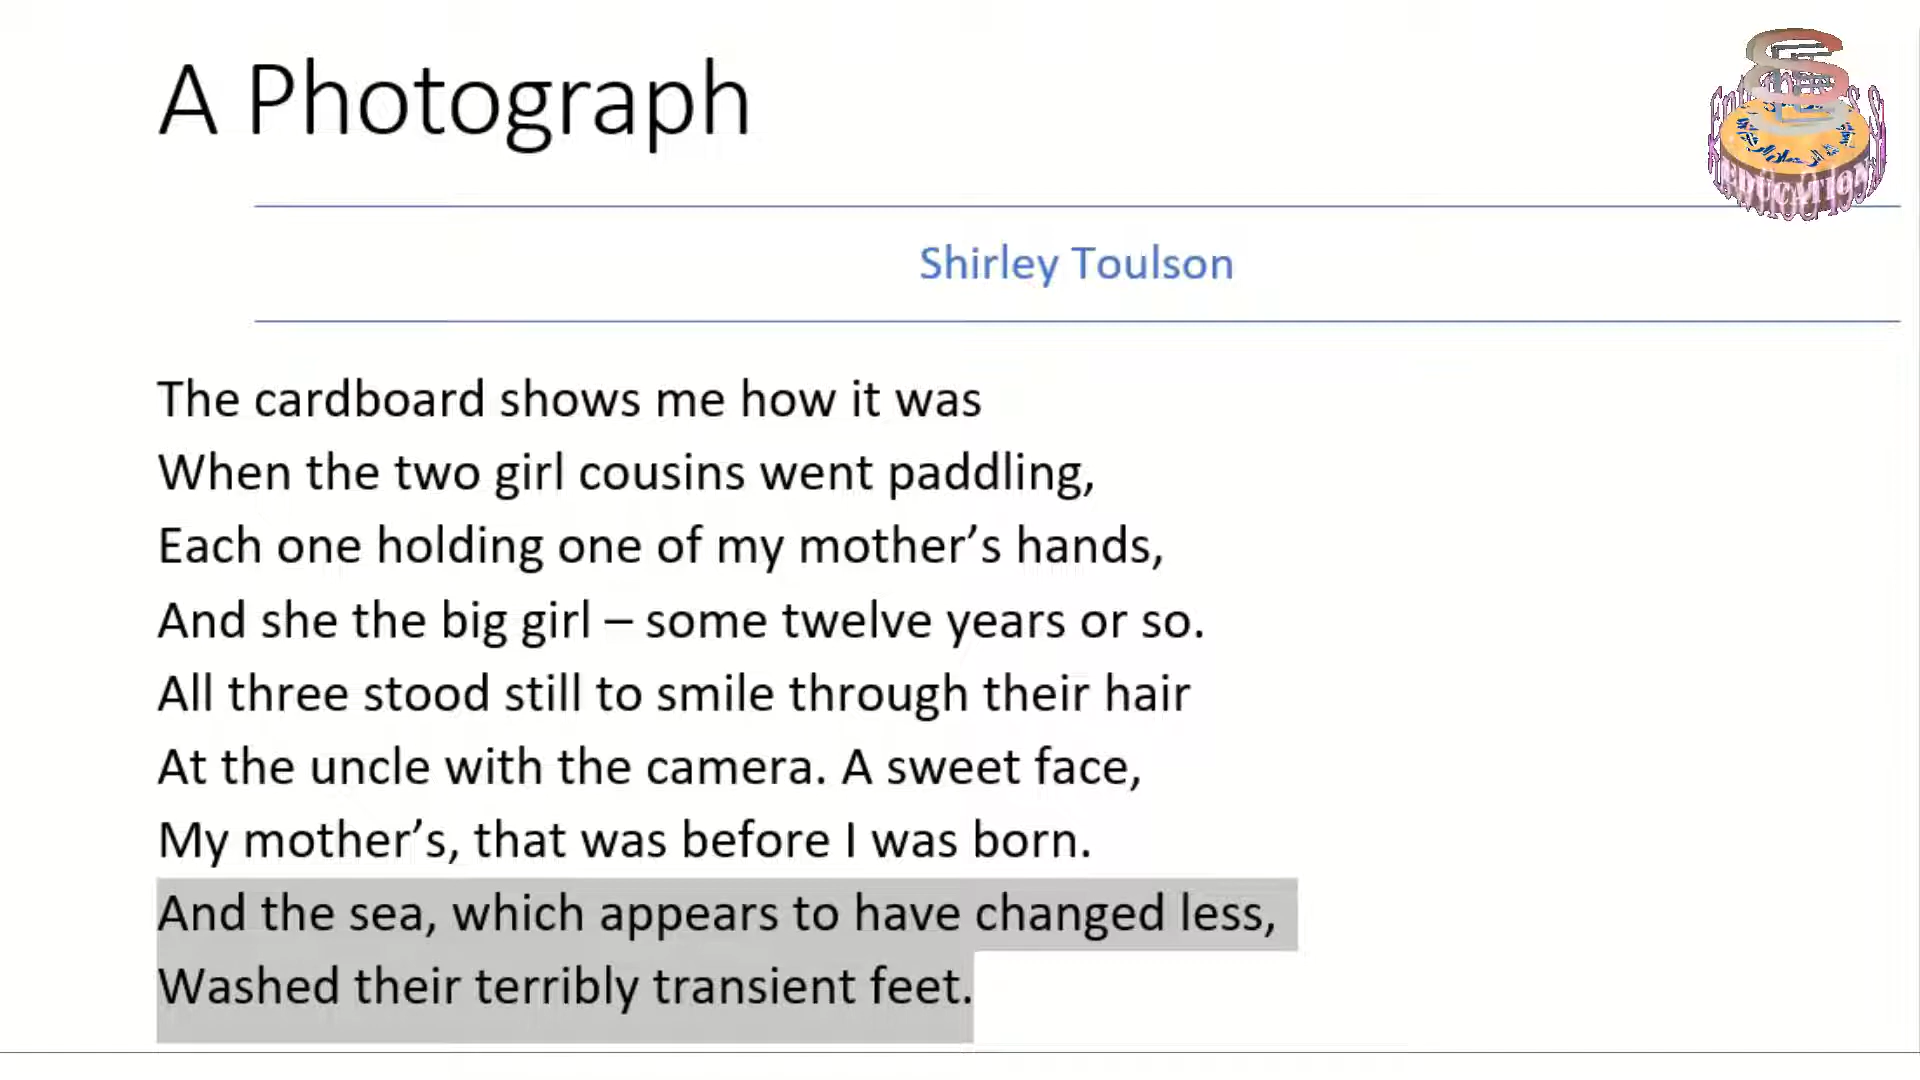 A Photograph
Shirley Toulson
The cardboard shows me how it was
When the two girl cousins went paddling,
Each one holding one of my mother’s hands,
And she the big girl – some twelve years or so.
All three stood still to smile through their hair
At the uncle with the camera. A sweet face,
My mother’s, that was before I was born.
And the sea, which appears to have changed less,
Washed their terribly transient feet.
EDUCATION